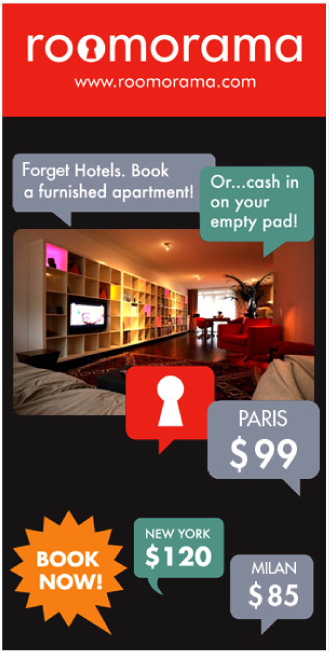 roomorama
www.roomorama.com
Forget Hotels. Book
a furnished apartment!
Or...cash in
on your
empty pad!
PARIS
$99
NEW YORK
$120
BOOK
NOW!
MILAN
$85